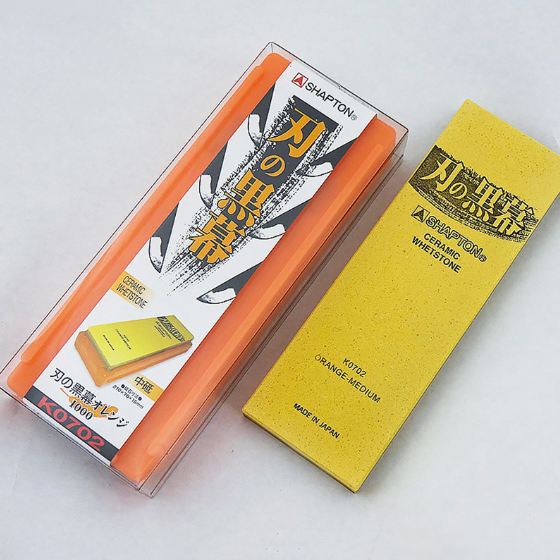 SHAPTON®
刃の黒幕
CERAMIC
WHETSTONE
中砥
刃の黒幕オレンジ
1000
K0702
刃の黒幕
SHAPTON®
CERAMIC
WHETSTONE
K0702
ORANGE-MEDIUM
MADE IN JAPAN